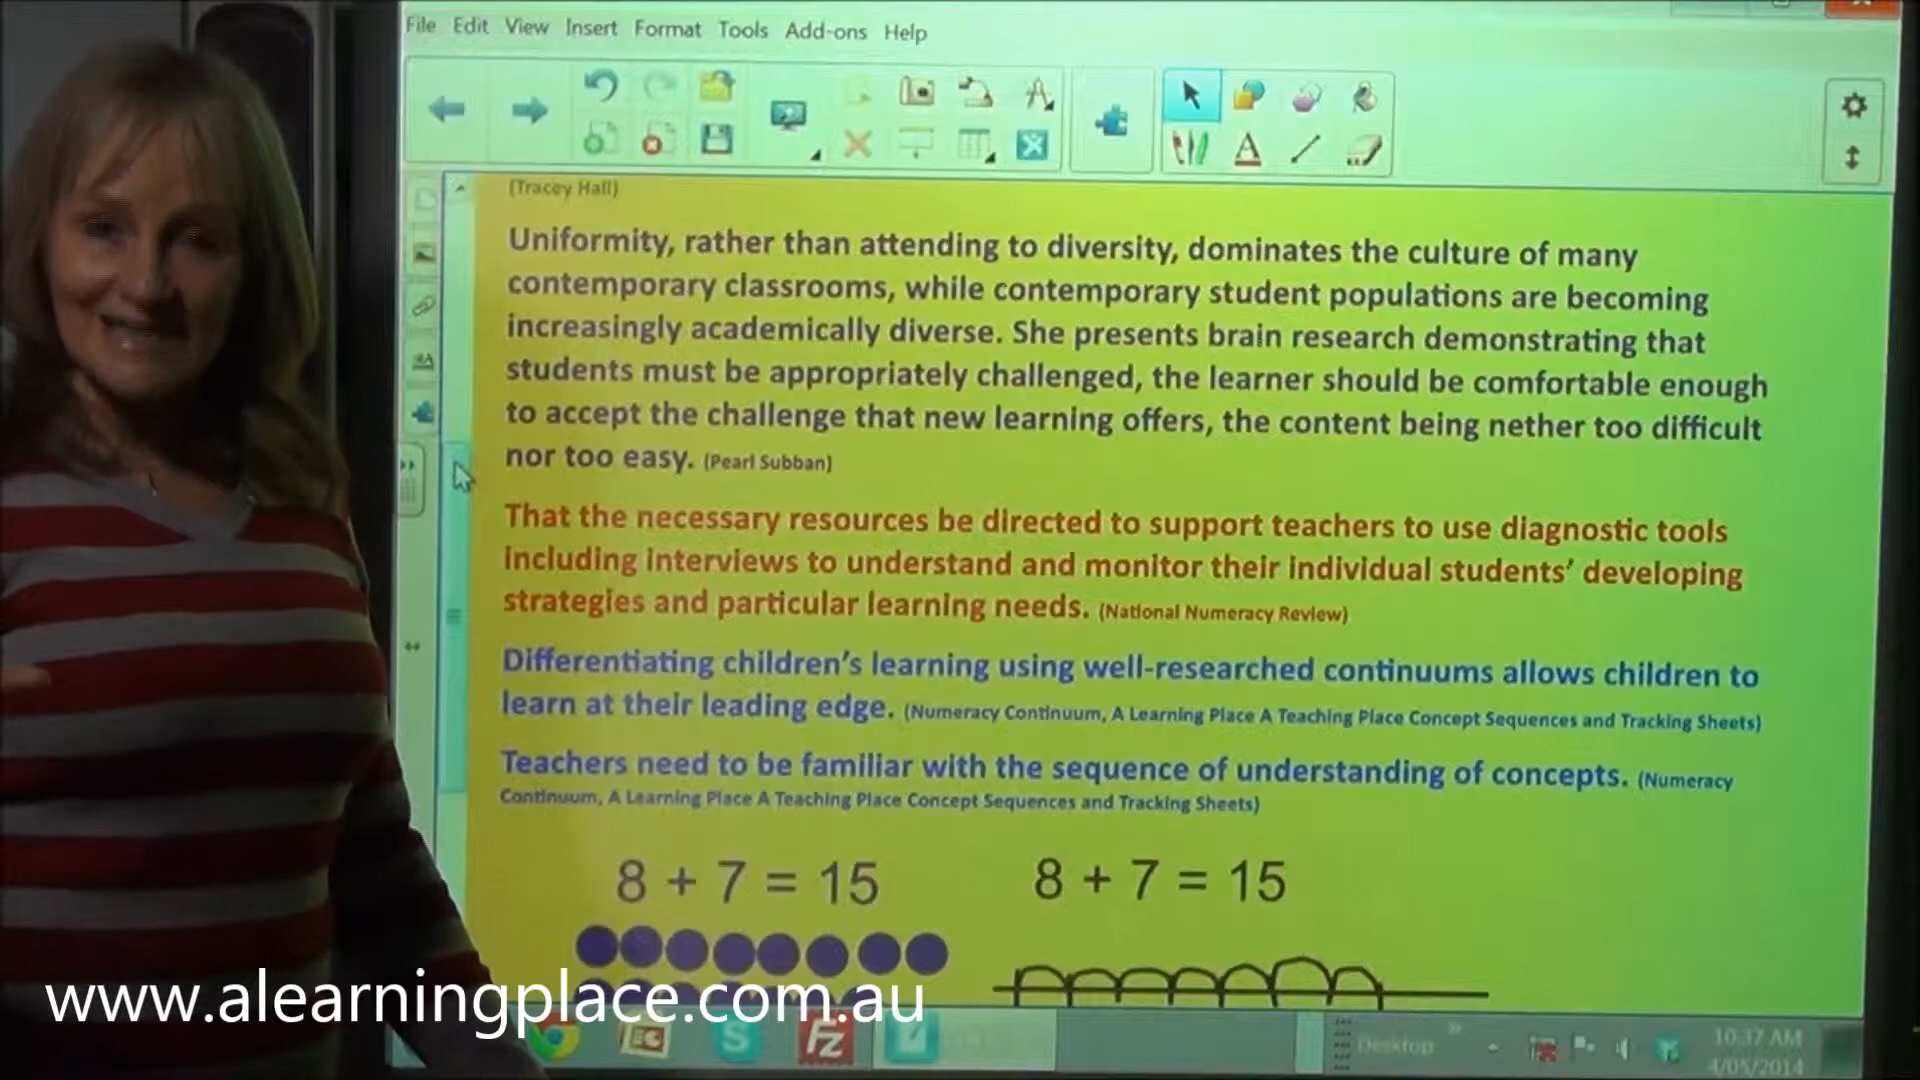 File Edit View Insert Format Tools Add-ons Help
(Tracey Hall)
Uniformity, rather than attending to diversity, dominates the culture of many
contemporary classrooms, while contemporary student populations are becoming
increasingly academically diverse. She presents brain research demonstrating that
students must be appropriately challenged, the learner should be comfortable enough
to accept the challenge that new learning offers, the content being nether too difficult
nor too easy. (Pearl Subban)
That the necessary resources be directed to support teachers to use diagnostic tools
including interviews to understand and monitor their individual students’ developing
strategies and particular learning needs. (National Numeracy Review)
Differentiating children’s learning using well-researched continuums allows children to
learn at their leading edge. (Numeracy Continuum, A Learning Place A Teaching Place Concept Sequences and Tracking Sheets)
Teachers need to be familiar with the sequence of understanding of concepts. (Numeracy
Continuum, A Learning Place A Teaching Place Concept Sequences and Tracking Sheets)
8 + 7 = 15 8 + 7 = 15
www.alearningplace.com.au
Desktop
10:37 AM
4/05/2014